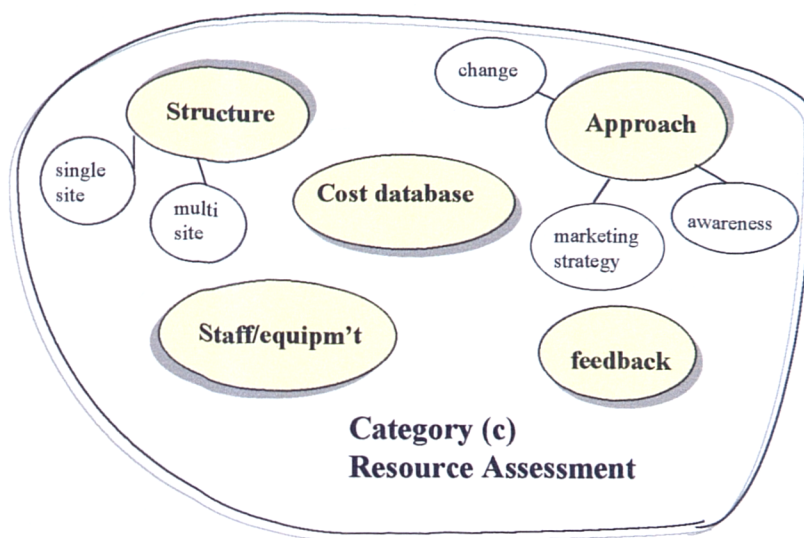 change
Structure
Approach
single
site
Cost database
multi
site
awareness
marketing
strategy
Staff/equipm't
feedback
Category (c)
Resource Assessment